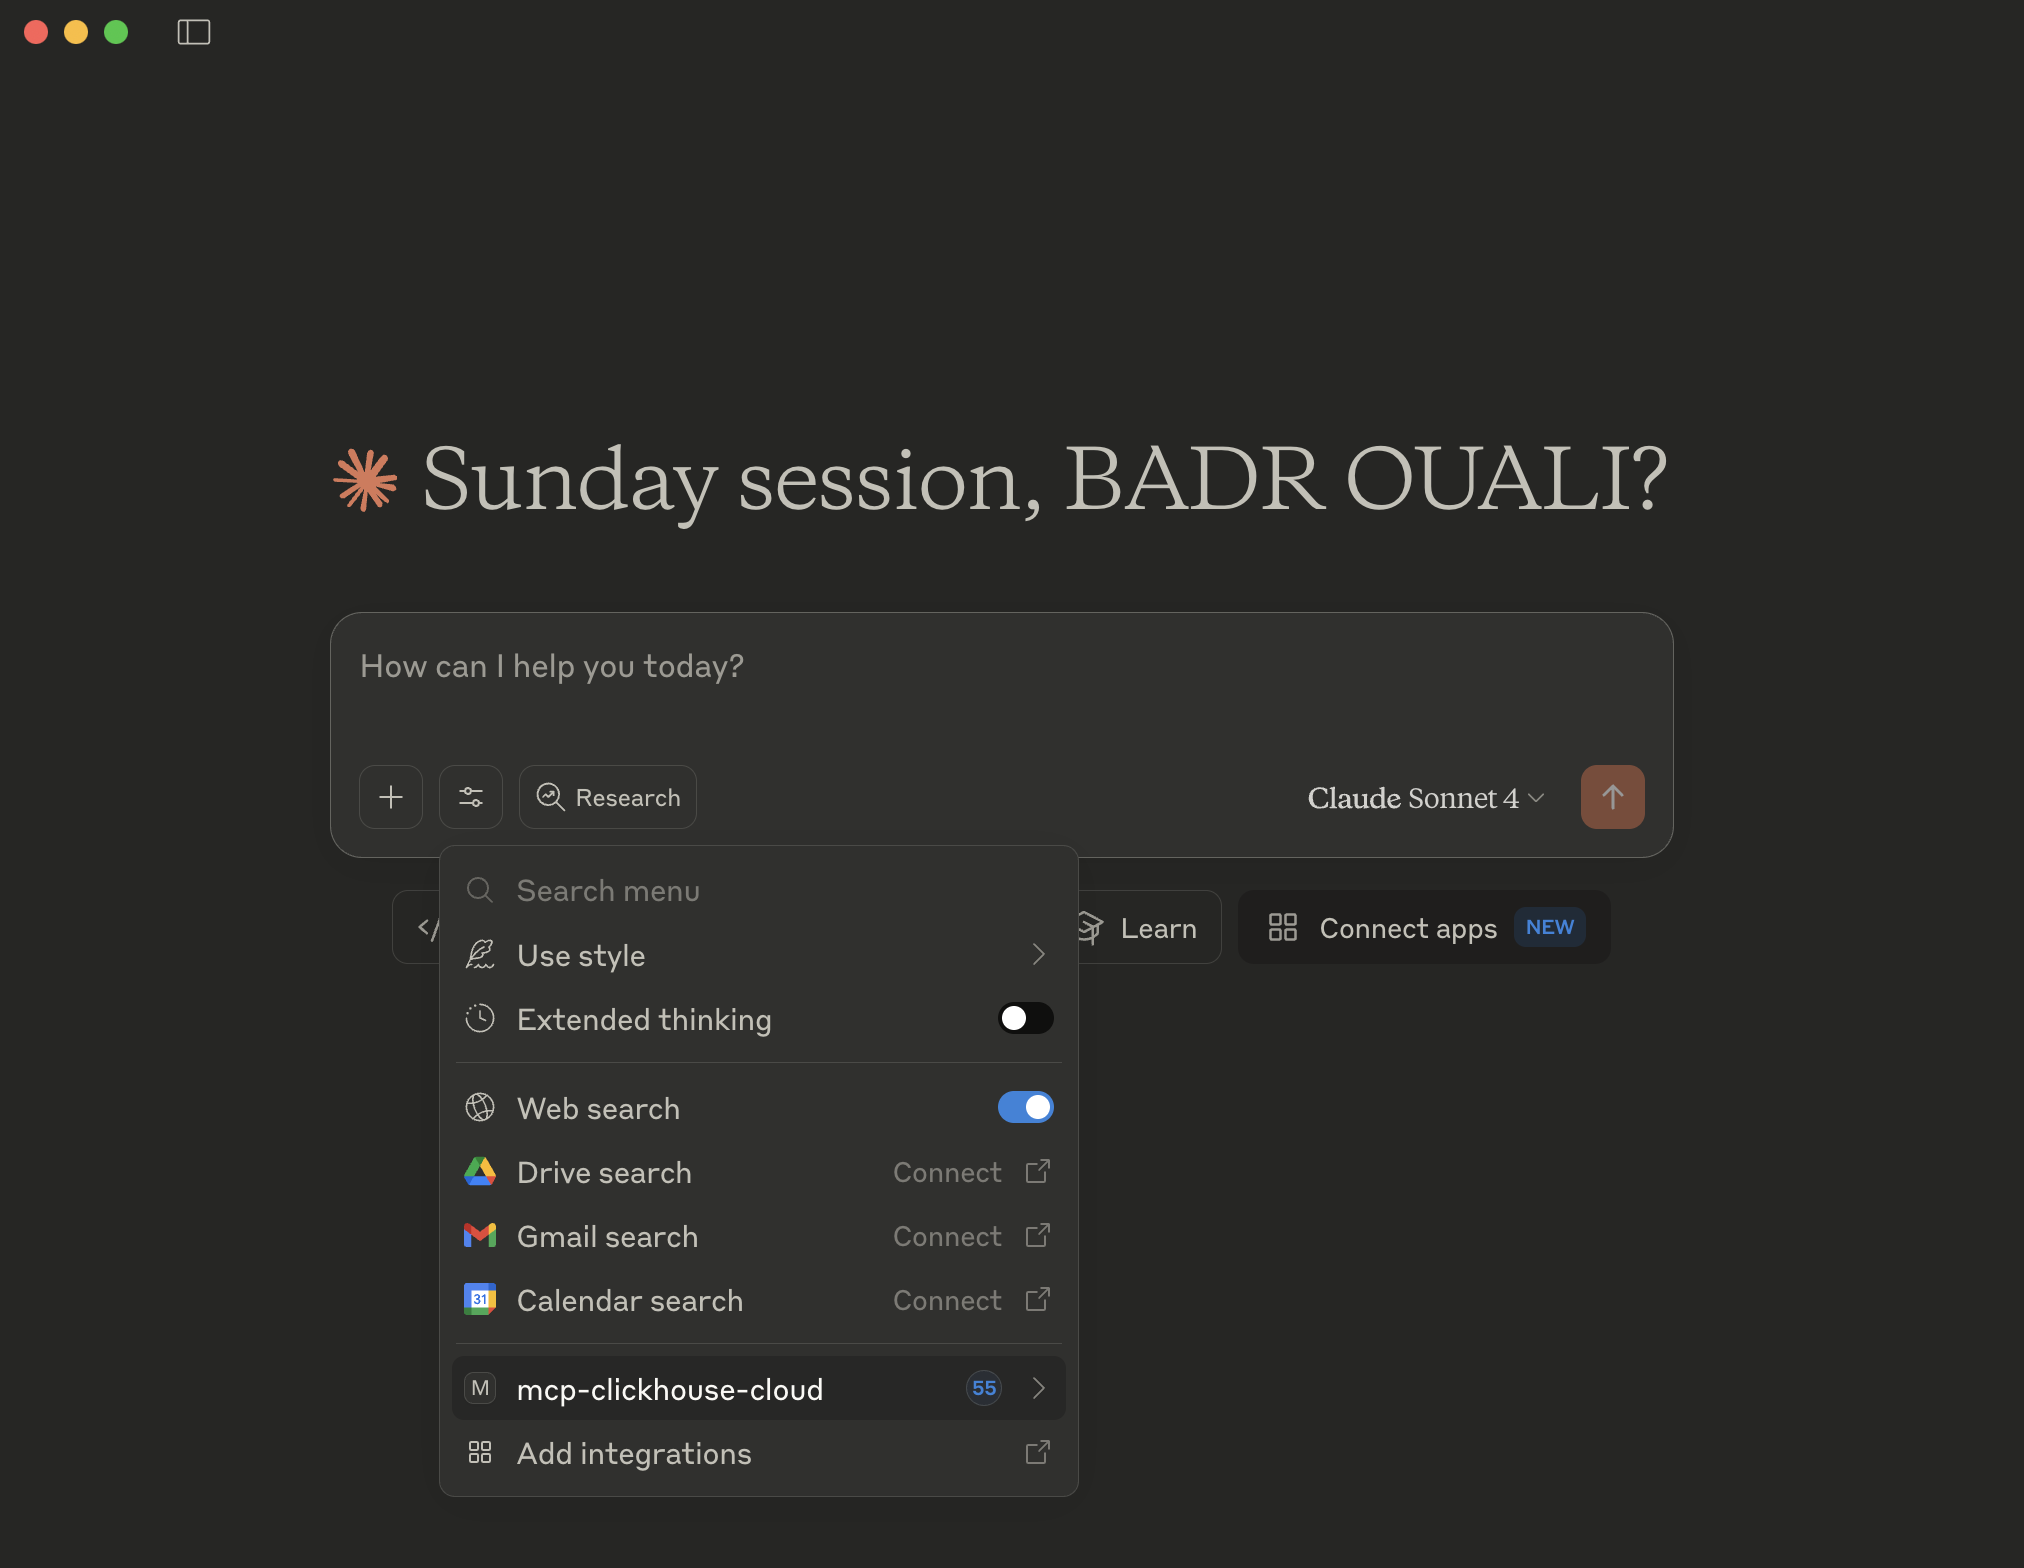 Sunday session, BADR OUALI?
How can I help you today?
Research
Claude Sonnet 4
Search menu
Use style
Extended thinking
Web search
Drive search Connect
Gmail search Connect
31
Calendar search Connect
M mcp-clickhouse-cloud 55
Add integrations
</>
Learn
Connect apps NEW